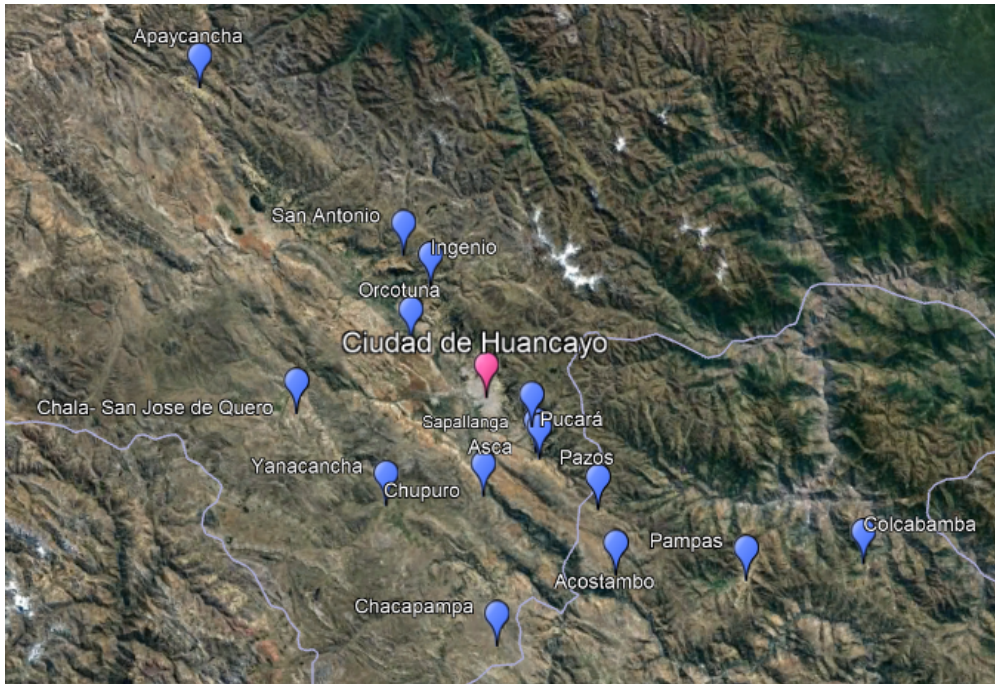 Apaycancha
San Antonio
Ingenio
Orcotuna
Ciudad de Huancayo
Chala- San Jose de Quero
Sapallanga
Pucará
Asca
Yanacancha
Pazos
Chupuro
Colcabamba
Pampas
Acostambo
Chacapampa